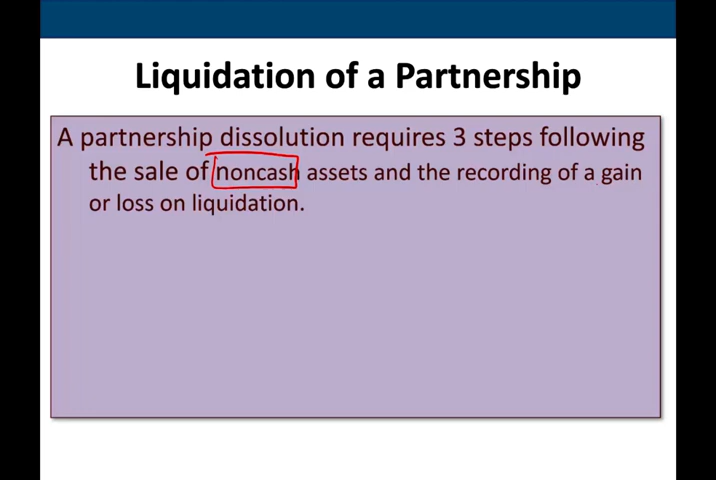 Liquidation of a Partnership
A partnership dissolution requires 3 steps following
the sale of noncash assets and the recording of a gain
or loss on liquidation.